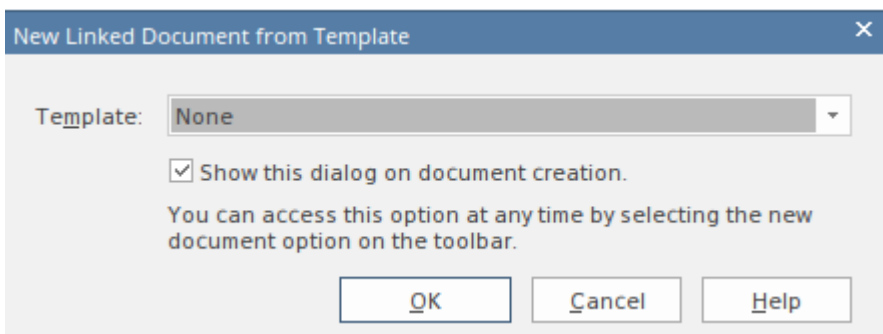 New Linked Document from Template
Template: None
Show this dialog on document creation.
You can access this option at any time by selecting the new
document option on the toolbar.
OK Cancel Help